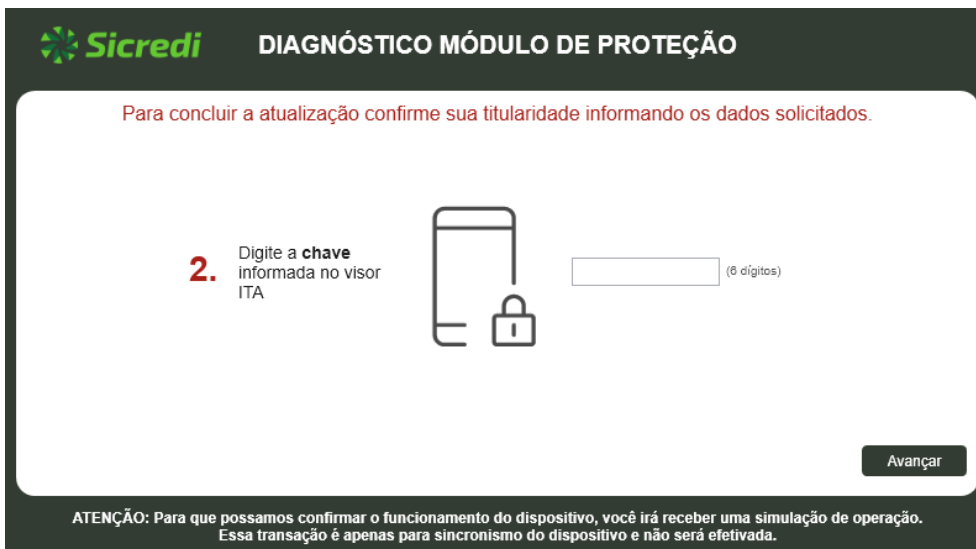 Sicredi DIAGNÓSTICO MÓDULO DE PROTEÇÃO
Para concluir a atualização confirme sua titularidade informando os dados solicitados.
2.
Digite a chave
informada no visor
ITA
(6 dígitos)
Avançar
ATENÇÃO: Para que possamos confirmar o funcionamento do dispositivo, você irá receber uma simulação de operação.
Essa transação é apenas para sincronismo do dispositivo e não será efetivada.